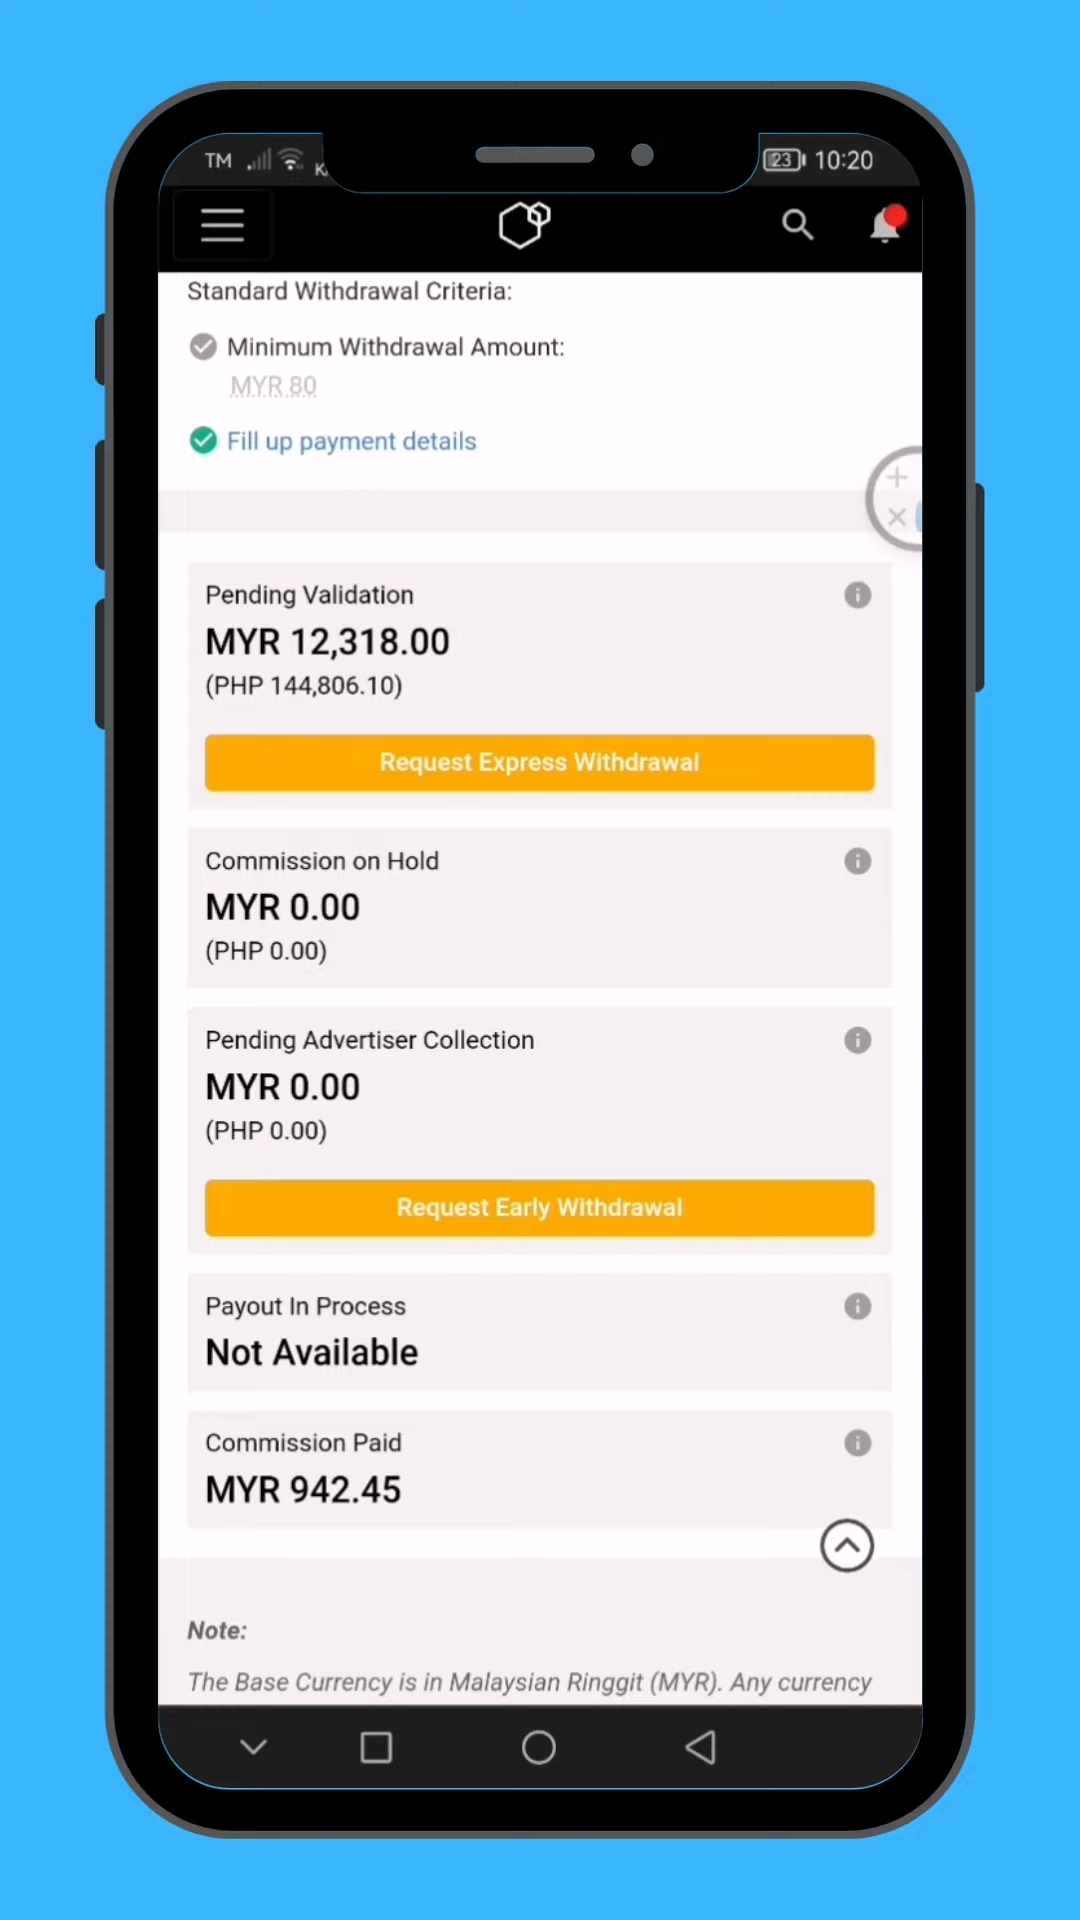 TM
23 10:20
Standard Withdrawal Criteria:
Minimum Withdrawal Amount:
MYR 80
Fill up payment details
Pending Validation
MYR 12,318.00
(PHP 144,806.10)
Request Express Withdrawal
Commission on Hold
MYR 0.00
(PHP 0.00)
Pending Advertiser Collection
MYR 0.00
(PHP 0.00)
Request Early Withdrawal
Payout In Process
Not Available
Commission Paid
MYR 942.45
Note:
The Base Currency is in Malaysian Ringgit (MYR). Any currency